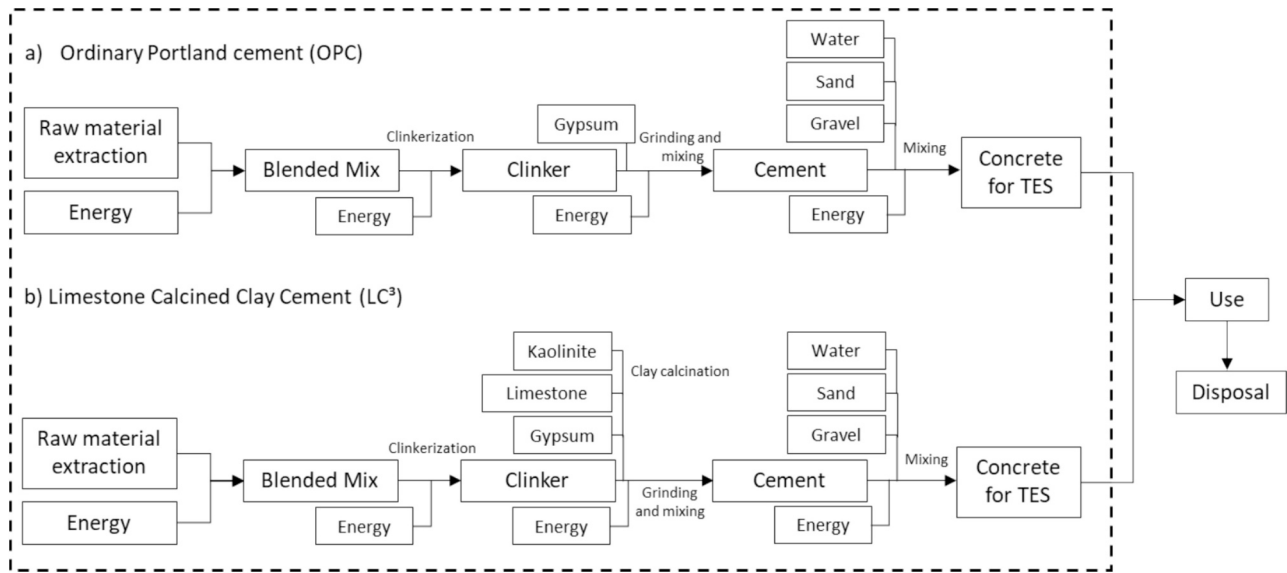 a) Ordinary Portland cement (OPC)
Water
Sand
Gravel
Raw material
extraction
Energy
Clinkerization
Blended Mix
Energy
Gypsum
Grinding and
mixing
Clinker
Energy
Cement
Energy
Mixing
Concrete
for TES
b) Limestone Calcined Clay Cement (LC³)
Kaolinite
Limestone
Gypsum
Clay calcination
Water
Sand
Gravel
Raw material
extraction
Energy
Clinkerization
Blended Mix
Energy
Clinker
Energy
Grinding
and mixing
Cement
Energy
Mixing
Concrete
for TES
Use
Disposal